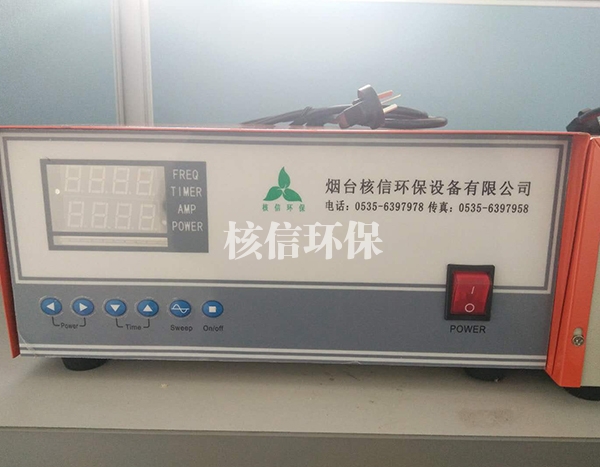 FREQ
TIMER
AMP
POWER
核信环保
烟台核信环保设备有限公司
电话: 0535-6397978 传真: 0535-6397958
核信环保
Power
Time
Sweep
On/off
POWER